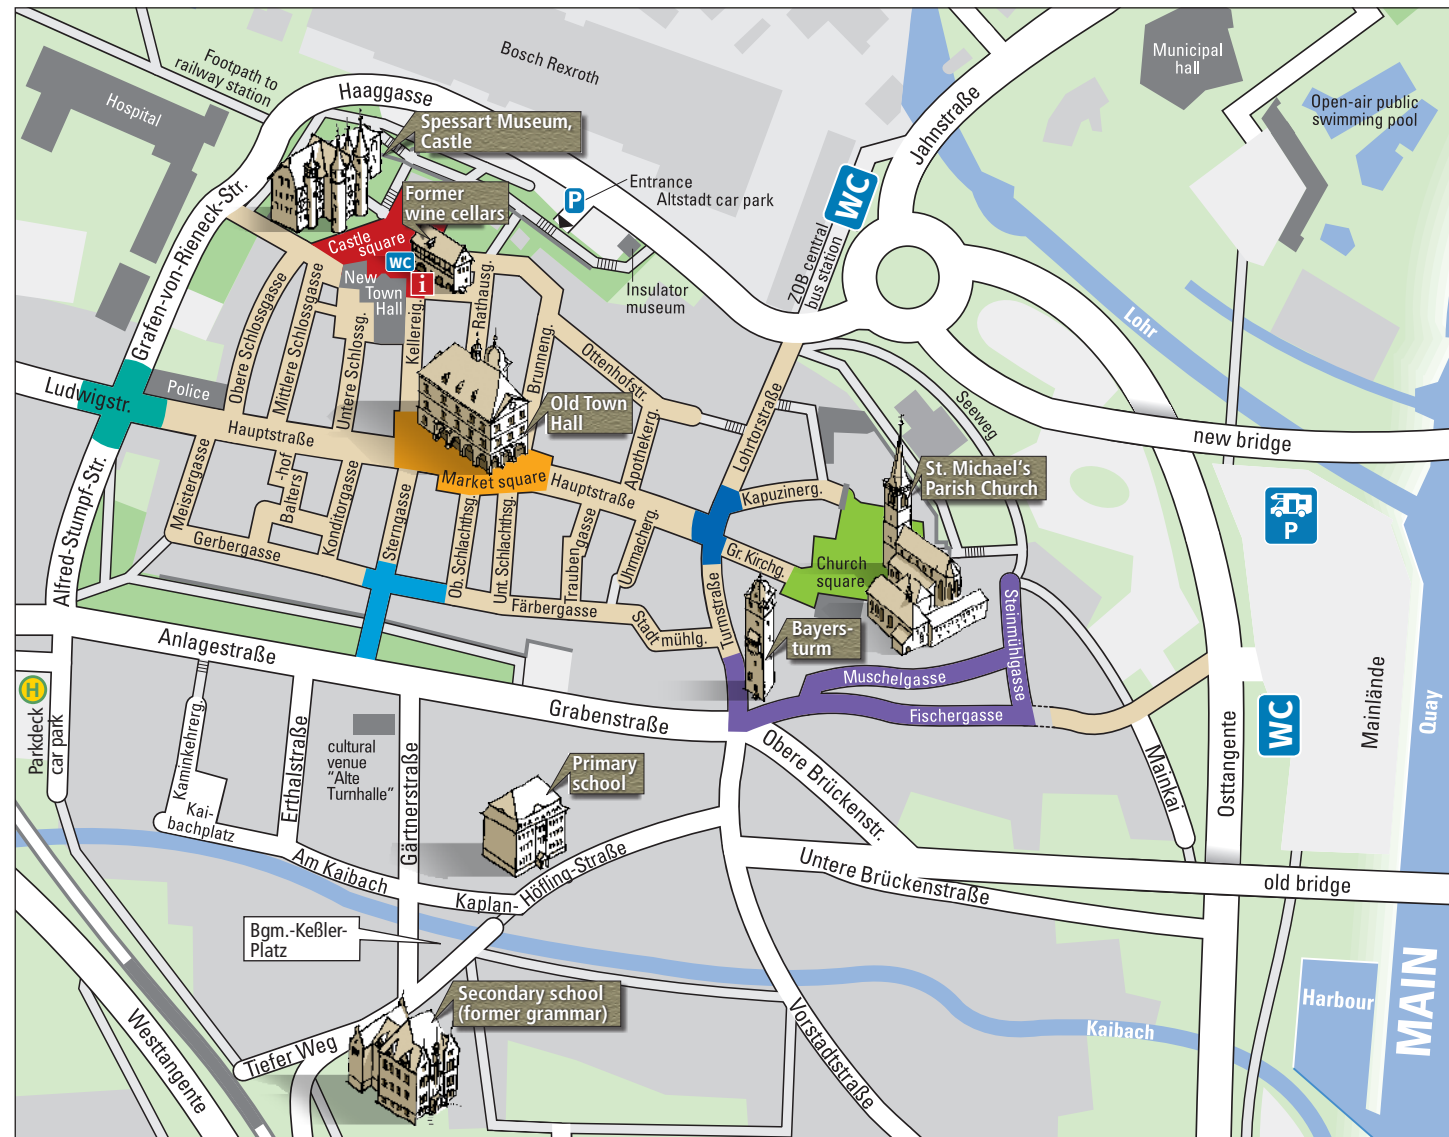 Footpath to
railway station
Hospital
Haaggasse
Bosch Rexroth
Municipal
hall
Open-air public
swimming pool
Jahnstraße
Spessart Museum,
Castle
Former
wine cellars
P
Entrance
Altstadt car park
WC
ZOB central
bus station
Grafen-von-Rieneck-Str.
Castle
square
WC
i
New
Town
Hall
Insulator
museum
Lohr
Obere Schlossgasse
Mittlere Schlossgasse
Untere Schlossg.
Kellereig.
Rathausg.
Brunneng.
Ottenhofstr.
Ludwigstr.
Police
Hauptstraße
Old Town
Hall
Market square
Hauptstraße
Apothekerg.
Lohrtorstraße
Seeweg
new bridge
St. Michael's
Parish Church
Kapuzinerg.
P
Alfred-Stumpf-Str.
Meistergasse
Balters-
-hof
Konditorgasse
Gerbergasse
Sterngasse
Ob. Schlachthsg.
Unt. Schlachthsg.
Traubengasse
Uhrmacherg.
Färbergasse
Stadtmühlg.
Turmstraße
Gr. Kirchg.
Church
square
Bayers-
turm
Steinmühlgasse
Muschelgasse
Fischergasse
Anlagestraße
Grabenstraße
H
Parkdeck
car park
Kaminkehrerg.
Kai-
bachplatz
Erthalstraße
cultural
venue
"Alte
Turnhalle"
Gärtnerstraße
Primary
school
Obere Brückenstr.
Untere Brückenstraße
Mainkai
Osttangente
WC
Mainlände
Quay
old bridge
Am Kaibach
Kaplan-Höfling-Straße
Bgm.-Keßler-
Platz
Secondary school
(former grammar)
Tiefer Weg
Westtangente
Vorstadtstraße
Kaibach
Harbour
MAIN